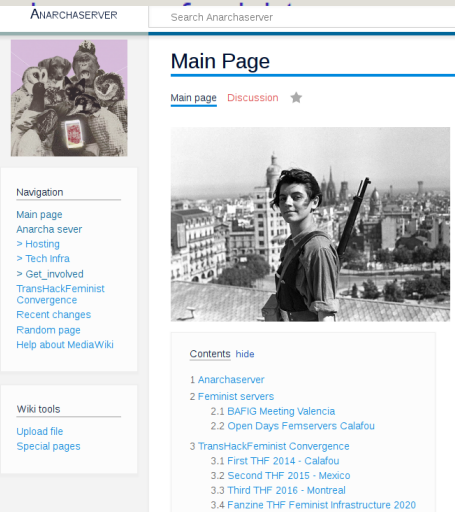 ANARCHASERVER
Search Anarchaserver
Main Page
Main page
Discussion
Navigation
Main page
Anarcha sever
> Hosting
> Tech Infra
> Get_involved
TransHackFeminist
Convergence
Recent changes
Random page
Help about MediaWiki
Wiki tools
Upload file
Special pages
Contents hide
1 Anarchaserver
2 Feminist servers
2.1 BAFIG Meeting Valencia
2.2 Open Days Femservers Calafou
3 TransHackFeminist Convergence
3.1 First THF 2014 - Calafou
3.2 Second THF 2015 - Mexico
3.3 Third THF 2016 - Montreal
3.4 Fanzine THF Feminist Infrastructure 2020